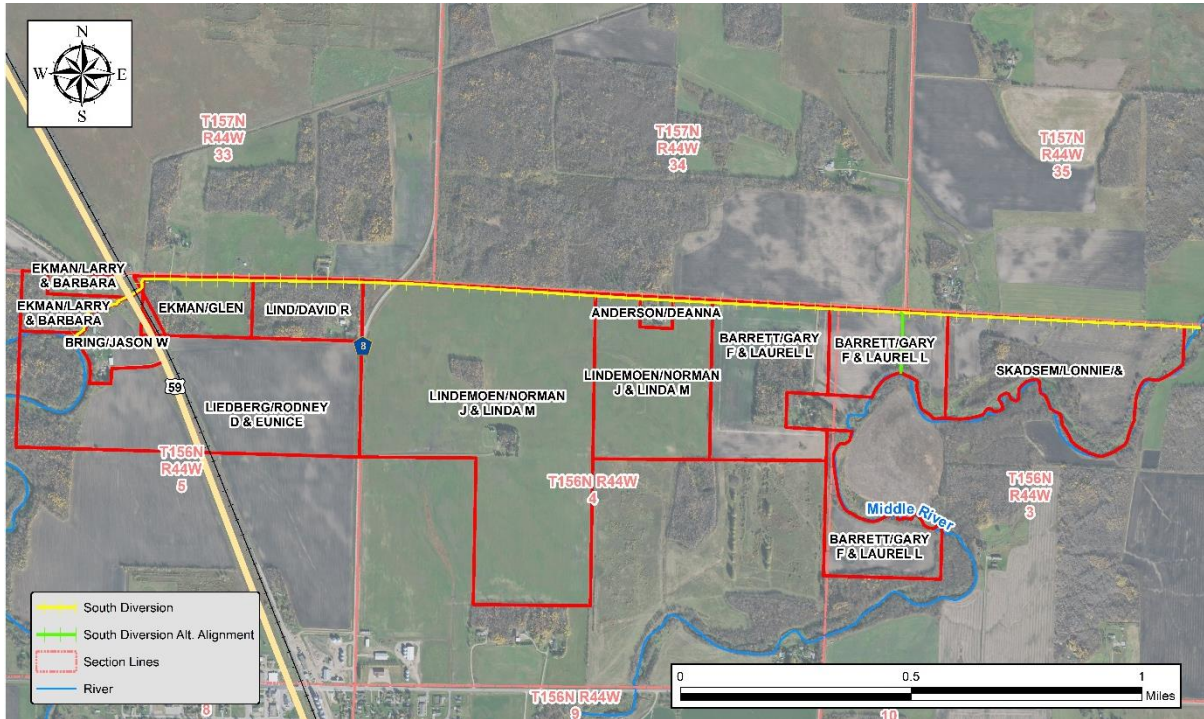 N
W E
S
T157N
R44W
33
T157N
R44W
34
T157N
R44W
35
EKMAN/LARRY
& BARBARA
EKMAN/LARRY
& BARBARA
BRING/JASON W
EKMAN/GLEN
LIND/DAVID R
8
59
LIEDBERG/RODNEY
D & EUNICE
LINDEMOEN/NORMAN
J & LINDA M
ANDERSON/DEANNA
LINDEMOEN/NORMAN
J & LINDA M
BARRETT/GARY
F & LAUREL L
BARRETT/GARY
F & LAUREL L
SKADSEM/LONNIE/&
T156N
R44W
5
T156N R44W
4
T156N
R44W
3
Middle River
BARRETT/GARY
F & LAUREL L
South Diversion
South Diversion Alt. Alignment
Section Lines
River
8
T156N R44W
9
10
0 0.5 1
Miles